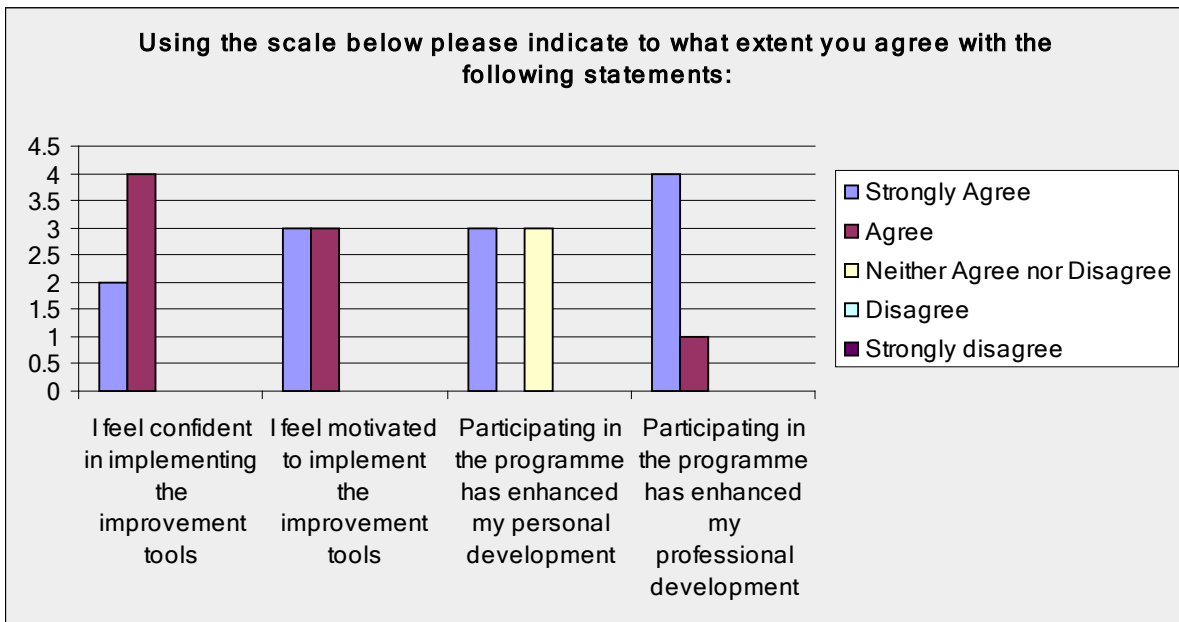 Using the scale below please indicate to what extent you agree with the
following statements:
4.5
4
3.5
3
2.5
2
1.5
1
0.5
0
I feel confident
in implementing
the
improvement
tools
I feel motivated
to implement
the
improvement
tools
Participating in
the programme
has enhanced
my personal
development
Participating in
the programme
has enhanced
my
professional
development
Strongly Agree
Agree
Neither Agree nor Disagree
Disagree
Strongly disagree